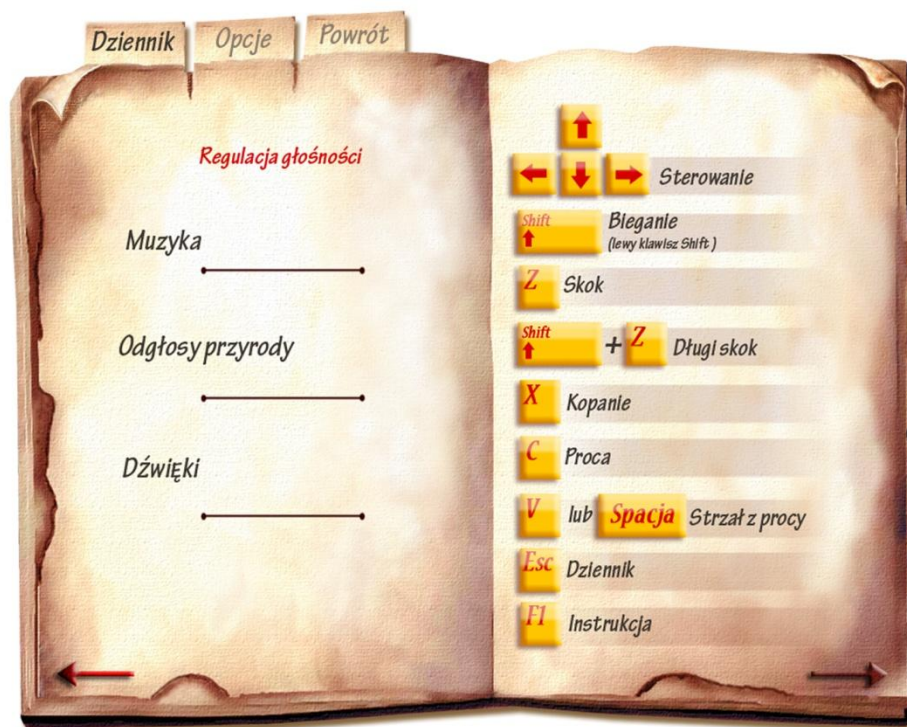 Dziennik
Opcje
Powrót
Regulacja głośności
Muzyka
Odgłosy przyrody
Dźwięki
Sterowanie
Shift Bieganie
(lewy klawisz Shift )
Z Skok
Shift + Z Długi skok
X Kopanie
C Proca
V lub Spacja Strzał z procy
Esc Dziennik
F1 Instrukcja